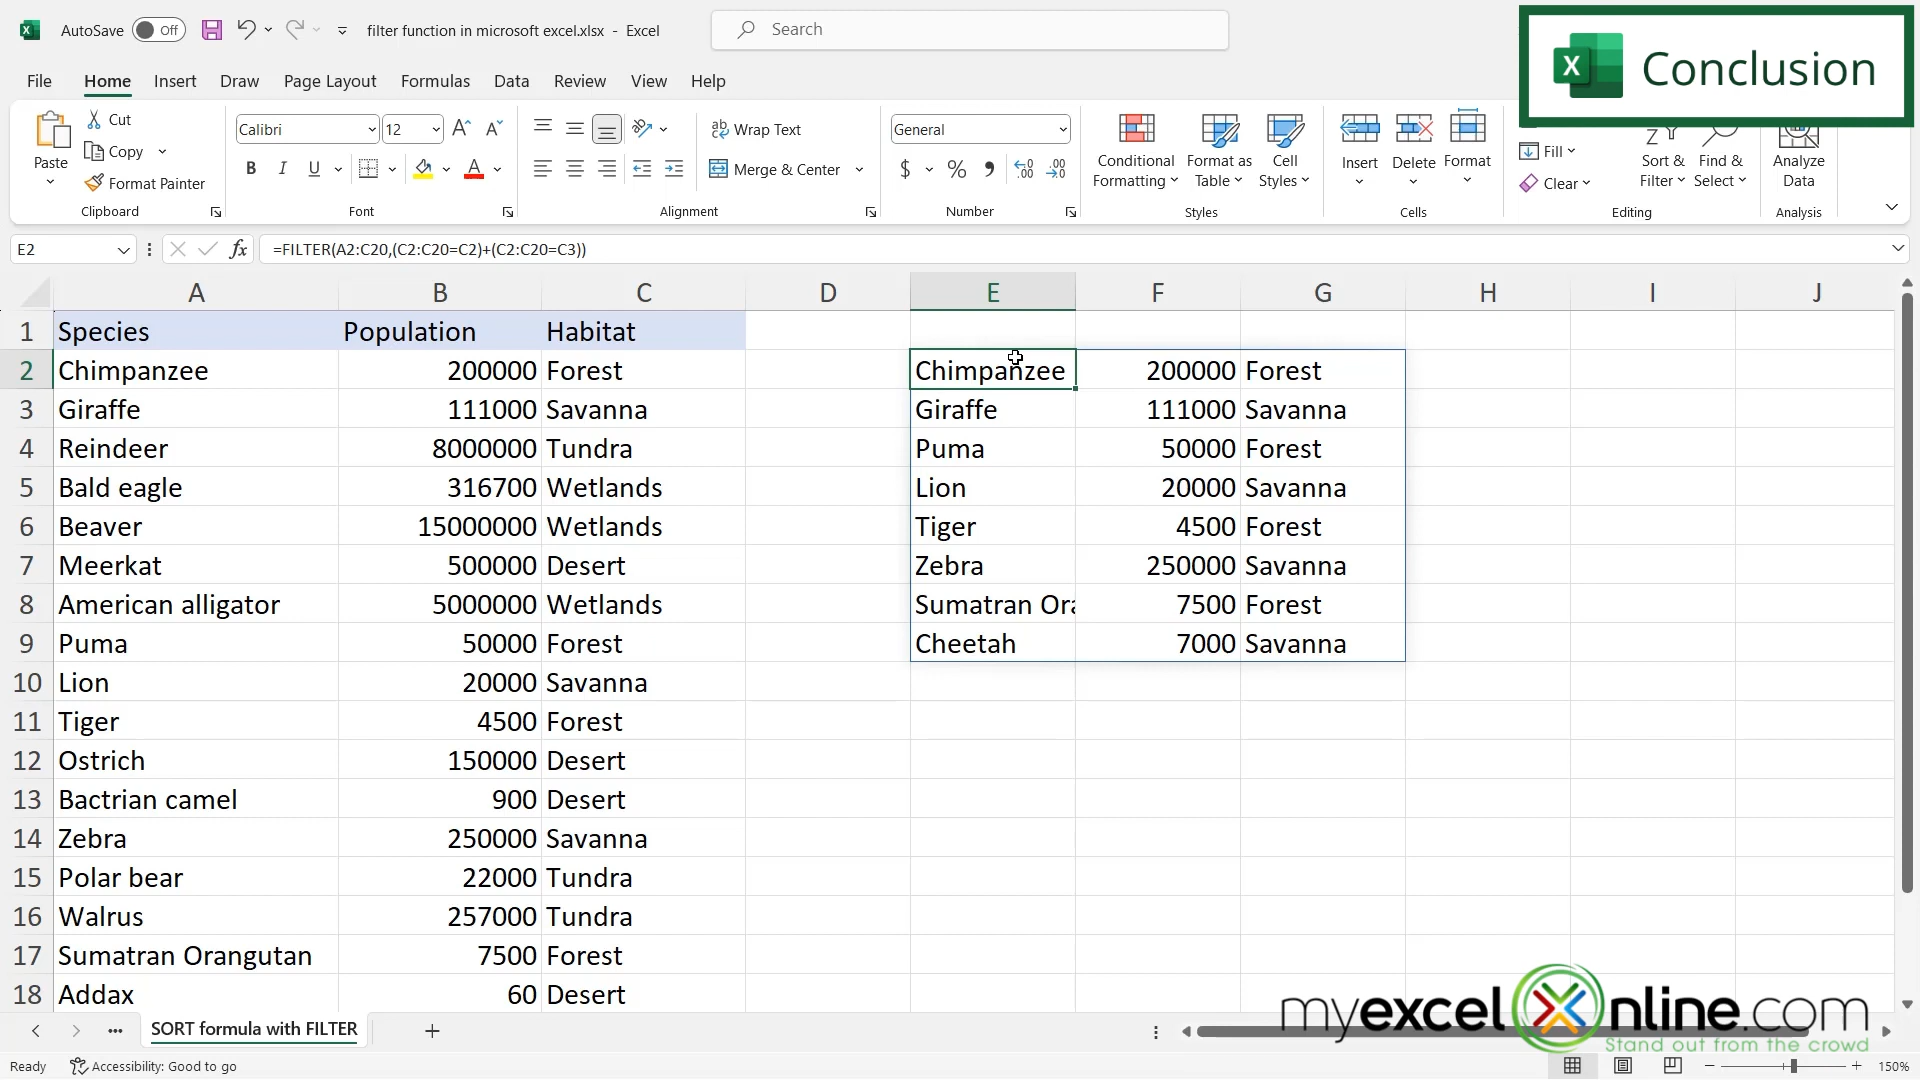 AutoSave Off filter function in microsoft excel.xlsx - Excel Search
X Conclusion
File Home Insert Draw Page Layout Formulas Data Review View Help
Paste Cut Copy Format Painter Clipboard
Calibri 12 B I U A Font
ab Wrap Text Merge & Center Alignment
General $ % Number
Conditional Formatting Format as Table Cell Styles Styles
Insert Delete Format Cells
Fill Clear Sort & Filter Find & Select Editing
Analyze Data Analysis
E2 fx =FILTER(A2:C20,(C2:C20=C2)+(C2:C20=C3))
A B C D E F G H I J
1 Species Population Habitat
2 Chimpanzee 200000 Forest Chimpanzee 200000 Forest
3 Giraffe 111000 Savanna Giraffe 111000 Savanna
4 Reindeer 8000000 Tundra Puma 50000 Forest
5 Bald eagle 316700 Wetlands Lion 20000 Savanna
6 Beaver 15000000 Wetlands Tiger 4500 Forest
7 Meerkat 500000 Desert Zebra 250000 Savanna
8 American alligator 5000000 Wetlands Sumatran Ora 7500 Forest
9 Puma 50000 Forest Cheetah 7000 Savanna
10 Lion 20000 Savanna
11 Tiger 4500 Forest
12 Ostrich 150000 Desert
13 Bactrian camel 900 Desert
14 Zebra 250000 Savanna
15 Polar bear 22000 Tundra
16 Walrus 257000 Tundra
17 Sumatran Orangutan 7500 Forest
18 Addax 60 Desert
myexcelOnline.com
Stand out from the crowd
SORT formula with FILTER
Ready Accessibility: Good to go 150%